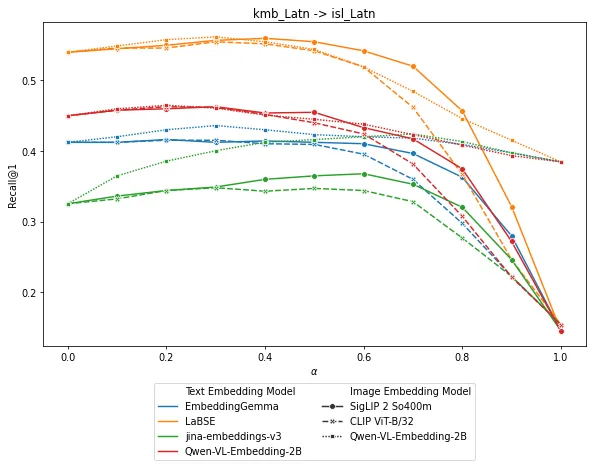 kmb_Latn -> isl_Latn
Recall@1
0.5
0.4
0.3
0.2
0.0
0.2
0.4
0.6
0.8
1.0
α
Text Embedding Model
EmbeddingGemma
LaBSE
jina-embeddings-v3
Qwen-VL-Embedding-2B
Image Embedding Model
SigLIP 2 So400m
CLIP ViT-B/32
Qwen-VL-Embedding-2B